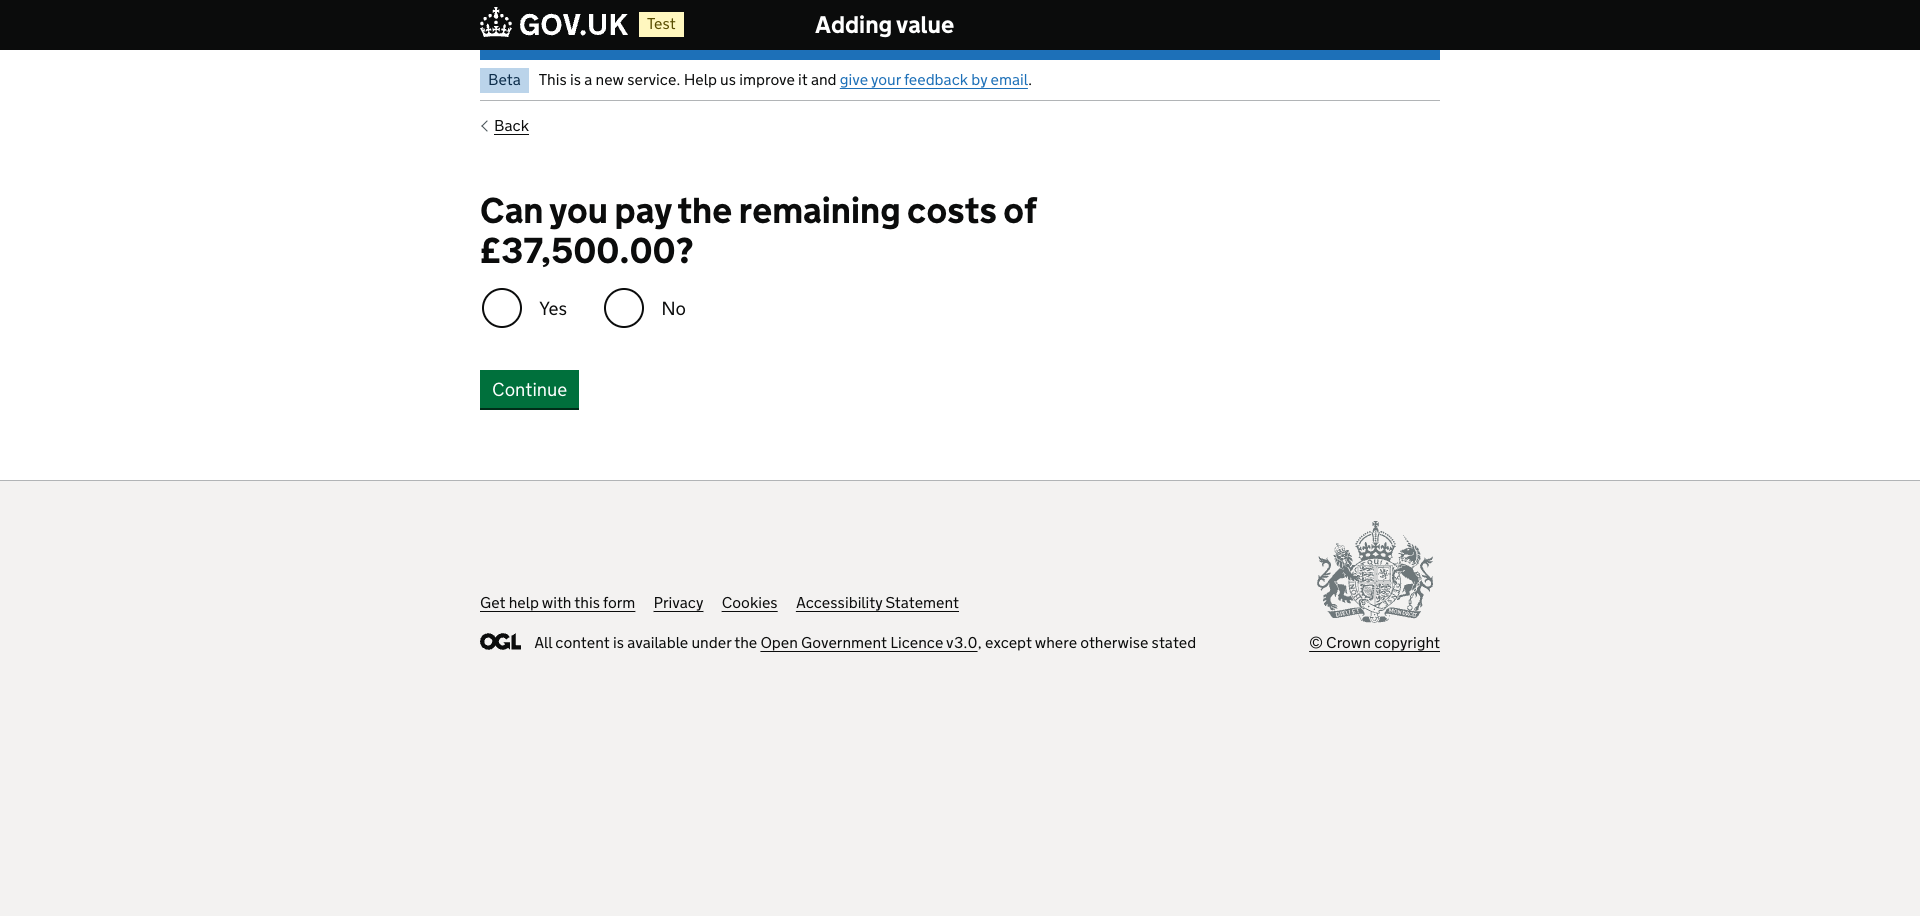 GOV.UK Test Adding value
Beta This is a new service. Help us improve it and give your feedback by email.
Back
Can you pay the remaining costs of
£37,500.00?
Yes No
Continue
Get help with this form Privacy Cookies Accessibility Statement
OGL All content is available under the Open Government Licence v3.0, except where otherwise stated
© Crown copyright